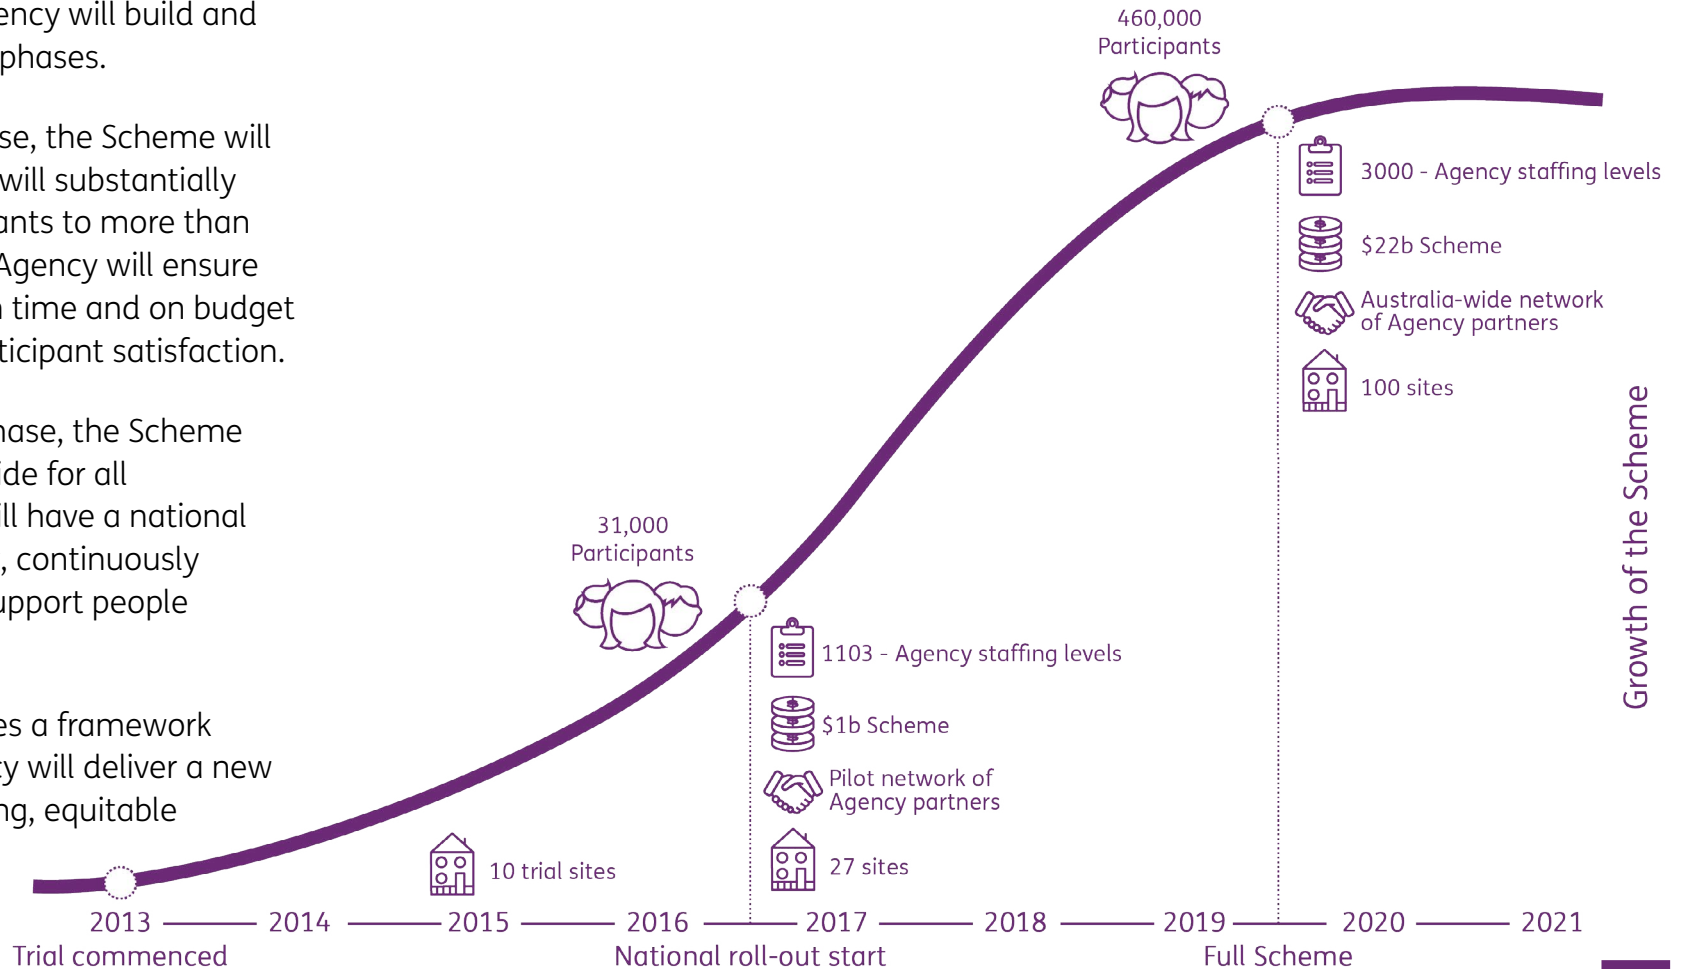 ency will build and
phases.
se, the Scheme will
will substantially
ants to more than
Agency will ensure
n time and on budget
ticipant satisfaction.
hase, the Scheme
ide for all
ill have a national
, continuously
upport people
es a framework
cy will deliver a new
ng, equitable
460,000
Participants
3000 - Agency staffing levels
$22b Scheme
Australia-wide network
of Agency partners
100 sites
31,000
Participants
1103 - Agency staffing levels
$1b Scheme
Pilot network of
Agency partners
27 sites
10 trial sites
Growth of the Scheme
2013 2014 2015 2016 2017 2018 2019 2020 2021
Trial commenced National roll-out start Full Scheme